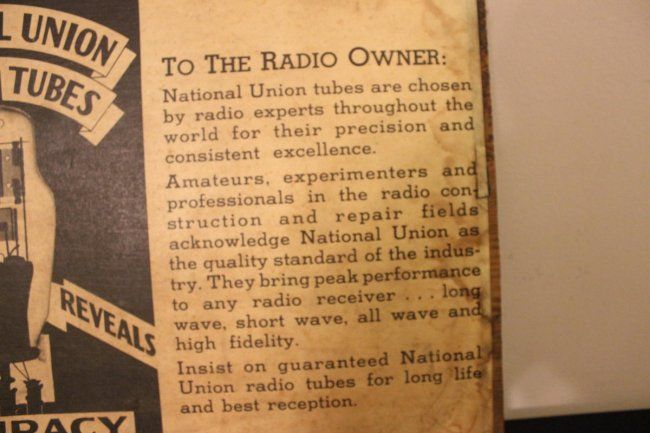 L UNION
TUBES
REVEALS
TO THE RADIO OWNER:
National Union tubes are chosen
by radio experts throughout the
world for their precision and
consistent excellence.
Amateurs, experimenters and
professionals in the radio con-
struction and repair fields
acknowledge National Union as
the quality standard of the indus-
try. They bring peak performance
to any radio receiver . . . long
wave, short wave, all wave and
high fidelity.
Insist on guaranteed National
Union radio tubes for long life
and best reception.